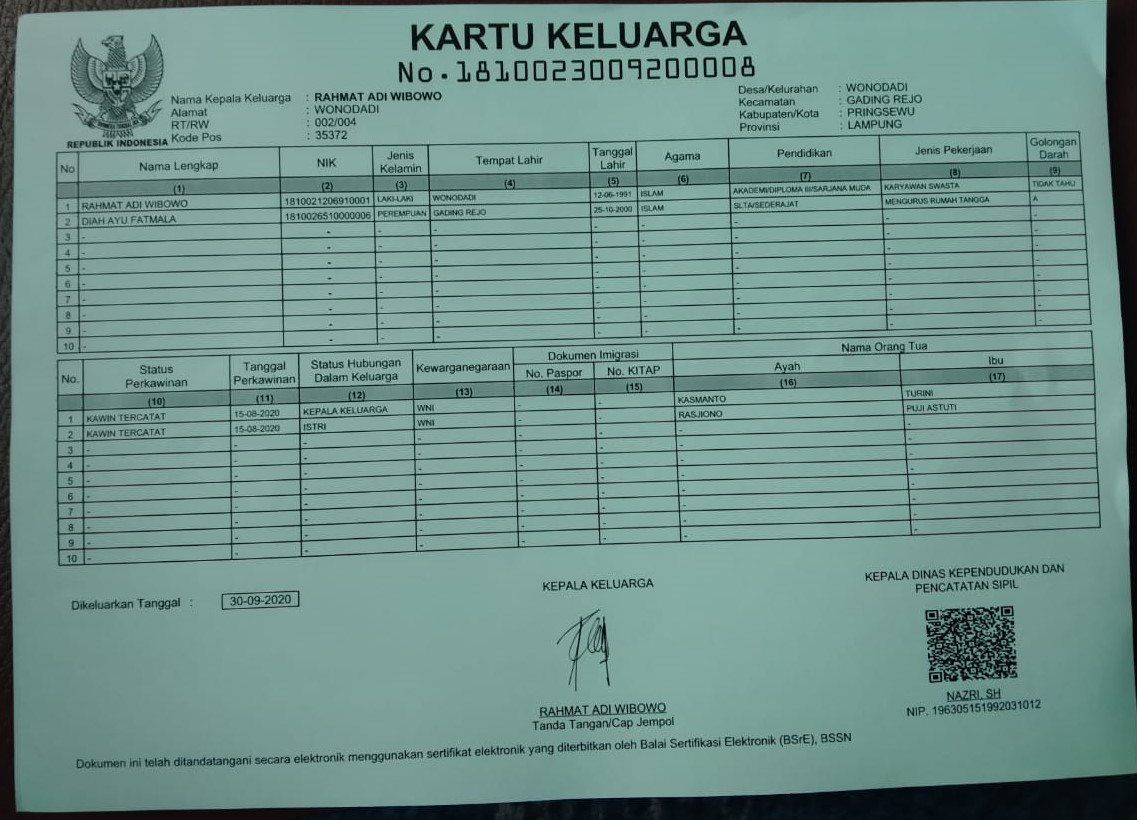 KARTU KELUARGA
No.1810023009200008
Nama Kepala Keluarga : RAHMAT ADI WIBOWO
Alamat : WONODADI
RT/RW : 002/004
Kode Pos : 35372
Desa/Kelurahan : WONODADI
Kecamatan : GADING REJO
Kabupaten/Kota : PRINGSEWU
Provinsi : LAMPUNG
REPUBLIK INDONESIA
No Nama Lengkap NIK Jenis Kelamin Tempat Lahir Tanggal Lahir Agama Pendidikan Jenis Pekerjaan Golongan Darah
(1) (2) (3) (4) (5) (6) (7) (8) (9)
1 RAHMAT ADI WIBOWO 1810021206910001 LAKI-LAKI WONODADI 12-06-1991 ISLAM AKADEMI/DIPLOMA III/SARJANA MUDA KARYAWAN SWASTA TIDAK TAHU
2 DIAH AYU FATMALA 1810026510000006 PEREMPUAN GADING REJO 25-10-2000 ISLAM SLTA/SEDERAJAT MENGURUS RUMAH TANGGA A
3 - - - - - - - - -
4 - - - - - - - - -
5 - - - - - - - - -
6 - - - - - - - - -
7 - - - - - - - - -
8 - - - - - - - - -
9 - - - - - - - - -
10 - - - - - - - - -
No. Status Perkawinan Tanggal Perkawinan Status Hubungan Dalam Keluarga Kewarganegaraan Dokumen Imigrasi Nama Orang Tua
No. Paspor No. KITAP Ayah Ibu
(10) (11) (12) (13) (14) (15) (16) (17)
1 KAWIN TERCATAT 15-08-2020 KEPALA KELUARGA WNI - - KASMANTO TURINI
2 KAWIN TERCATAT 15-08-2020 ISTRI WNI - - RASJIONO PUJI ASTUTI
3 - - - - - - - -
4 - - - - - - - -
5 - - - - - - - -
6 - - - - - - - -
7 - - - - - - - -
8 - - - - - - - -
9 - - - - - - - -
10 - - - - - - - -
Dikeluarkan Tanggal : 30-09-2020
KEPALA KELUARGA
RAHMAT ADI WIBOWO
Tanda Tangan/Cap Jempol
KEPALA DINAS KEPENDUDUKAN DAN
PENCATATAN SIPIL
NAZRI, SH
NIP. 196305151992031012
Dokumen ini telah ditandatangani secara elektronik menggunakan sertifikat elektronik yang diterbitkan oleh Balai Sertifikasi Elektronik (BSrE), BSSN